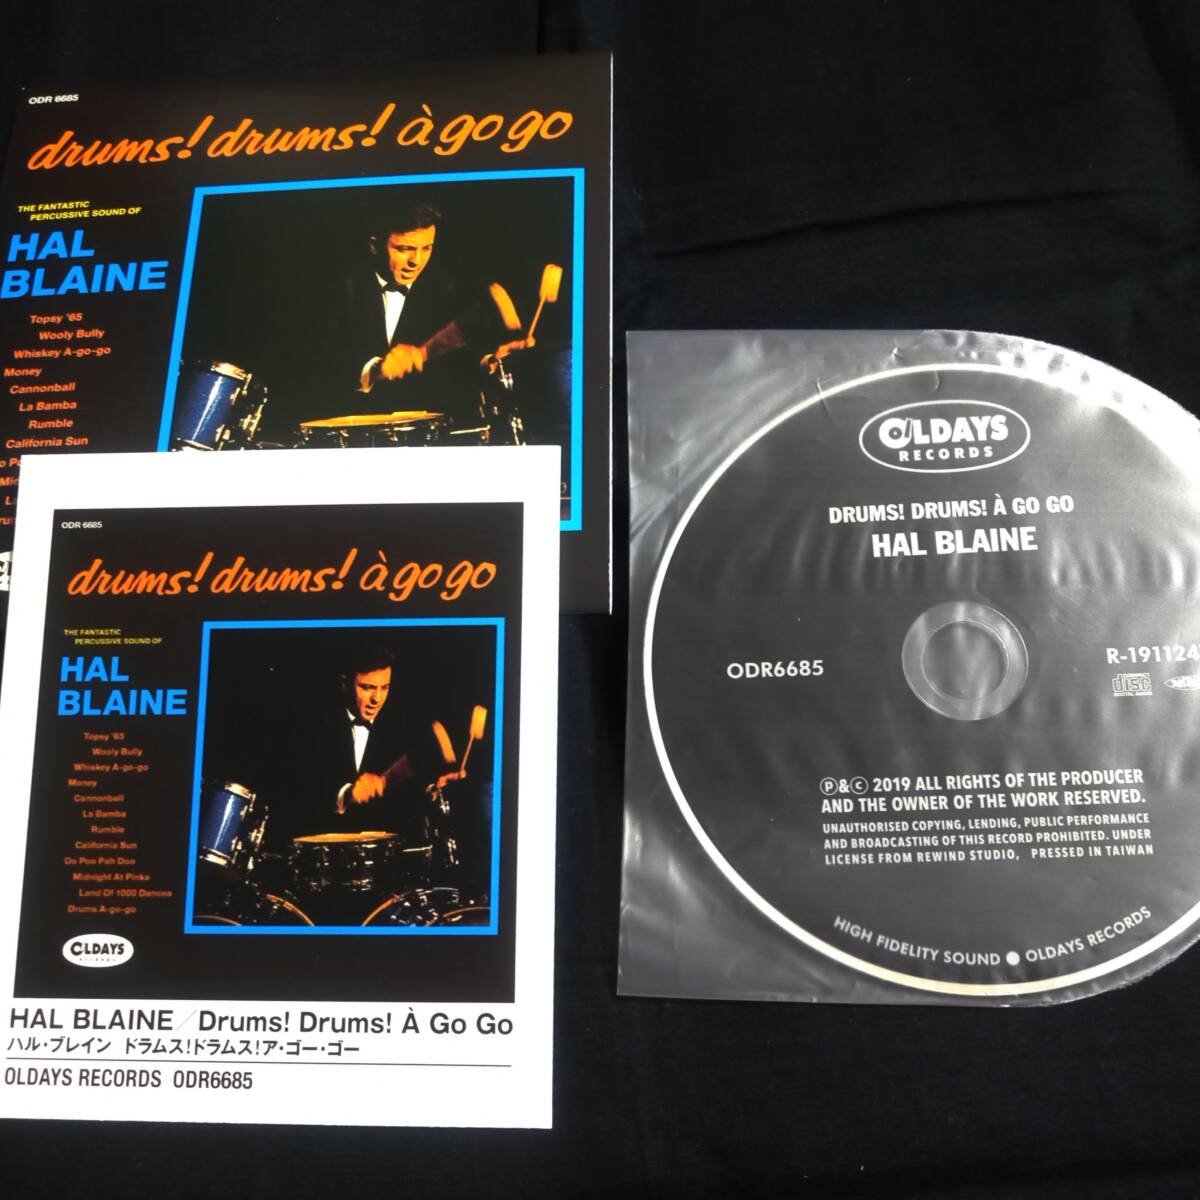 ODR 6685
drums! drums! à go go
THE FANTASTIC
PERCUSSIVE SOUND OF
HAL
BLAINE
Topsy '65
Wooly Bully
Whiskey A-go-go
Money
Cannonball
La Bamba
Rumble
California Sun
ODR 6685
drums! drums! à go go
THE FANTASTIC
PERCUSSIVE SOUND OF
HAL
BLAINE
Topsy '65
Wooly Bully
Whiskey A-go-go
Money
Cannonball
La Bamba
Rumble
California Sun
Oo Poo Pah Doo
Midnight At Pinks
Land Of 1000 Dances
Drums A-go-go
OLDAYS
RECORDS
HAL BLAINE／Drums! Drums! À Go Go
ハル・ブレイン ドラムス!ドラムス!ア・ゴー・ゴー
OLDAYS RECORDS ODR6685
OLDAYS
RECORDS
DRUMS! DRUMS! À GO GO
HAL BLAINE
ODR6685
R-191124
COMPACT
disc
DIGITAL AUDIO
Ⓟ&Ⓒ 2019 ALL RIGHTS OF THE PRODUCER
AND THE OWNER OF THE WORK RESERVED.
UNAUTHORISED COPYING, LENDING, PUBLIC PERFORMANCE
AND BROADCASTING OF THIS RECORD PROHIBITED. UNDER
LICENSE FROM REWIND STUDIO, PRESSED IN TAIWAN
HIGH FIDELITY SOUND ● OLDAYS RECORDS